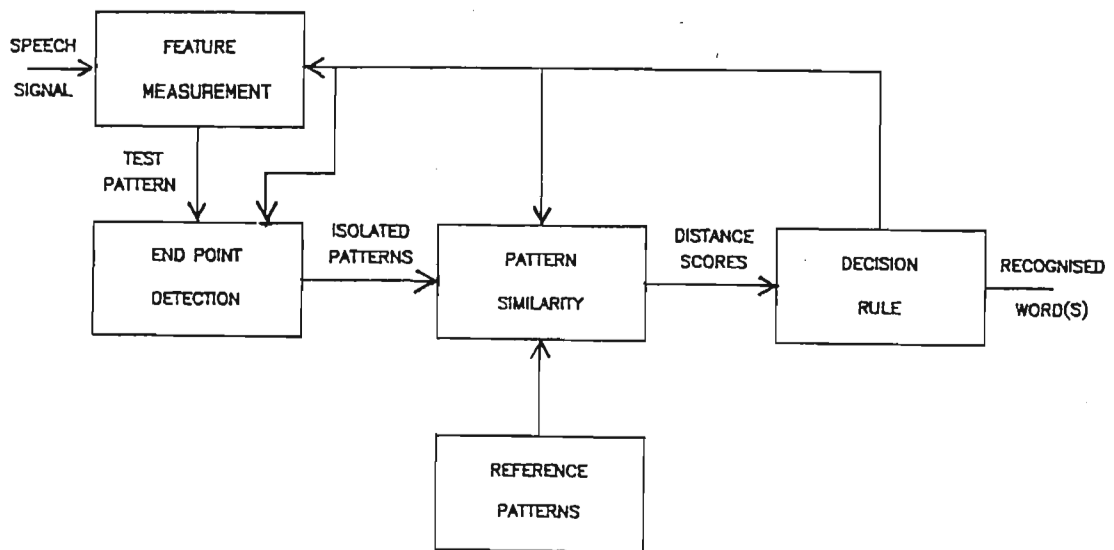 SPEECH
SIGNAL
FEATURE
MEASUREMENT
TEST
PATTERN
END POINT
DETECTION
ISOLATED
PATTERNS
PATTERN
SIMILARITY
DISTANCE
SCORES
DECISION
RULE
RECOGNISED
WORD(S)
REFERENCE
PATTERNS